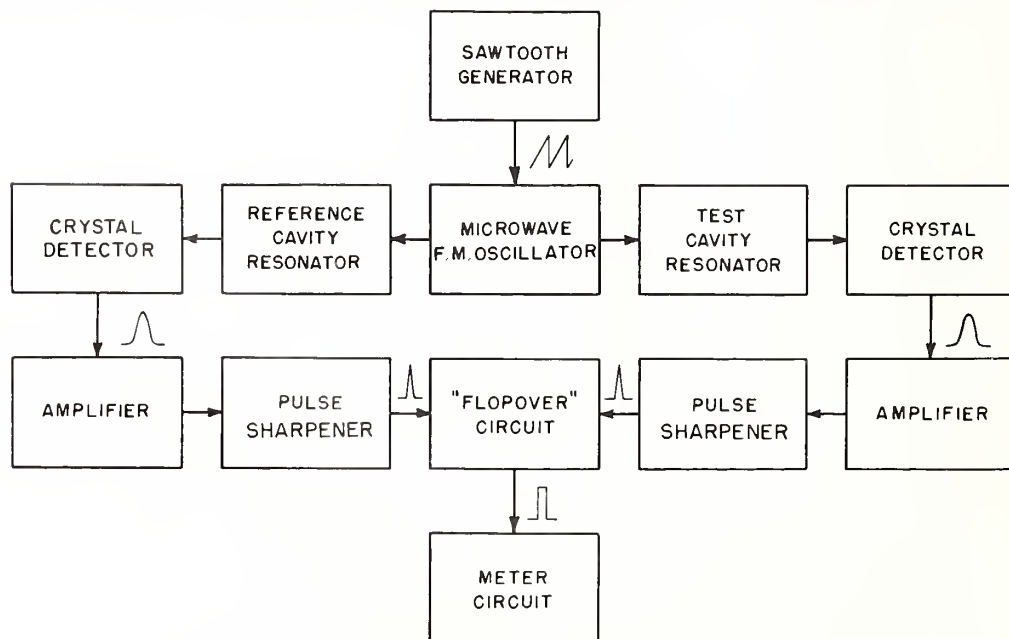 SAWTOOTH
GENERATOR
CRYSTAL
DETECTOR
REFERENCE
CAVITY
RESONATOR
MICROWAVE
F.M. OSCILLATOR
TEST
CAVITY
RESONATOR
CRYSTAL
DETECTOR
AMPLIFIER
PULSE
SHARPENER
"FLOPOVER"
CIRCUIT
PULSE
SHARPENER
AMPLIFIER
METER
CIRCUIT